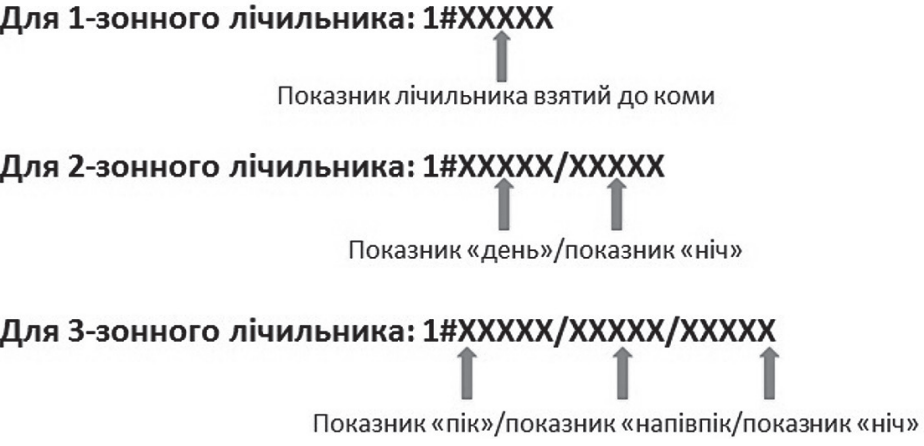 Для 1-зонного лічильника: 1#XXXXX
Показник лічильника взятий до коми
Для 2-зонного лічильника: 1#XXXXX/XXXXX
Показник «день»/показник «ніч»
Для 3-зонного лічильника: 1#XXXXX/XXXXX/XXXXX
Показник «пік»/показник «напівпік/показник «ніч»